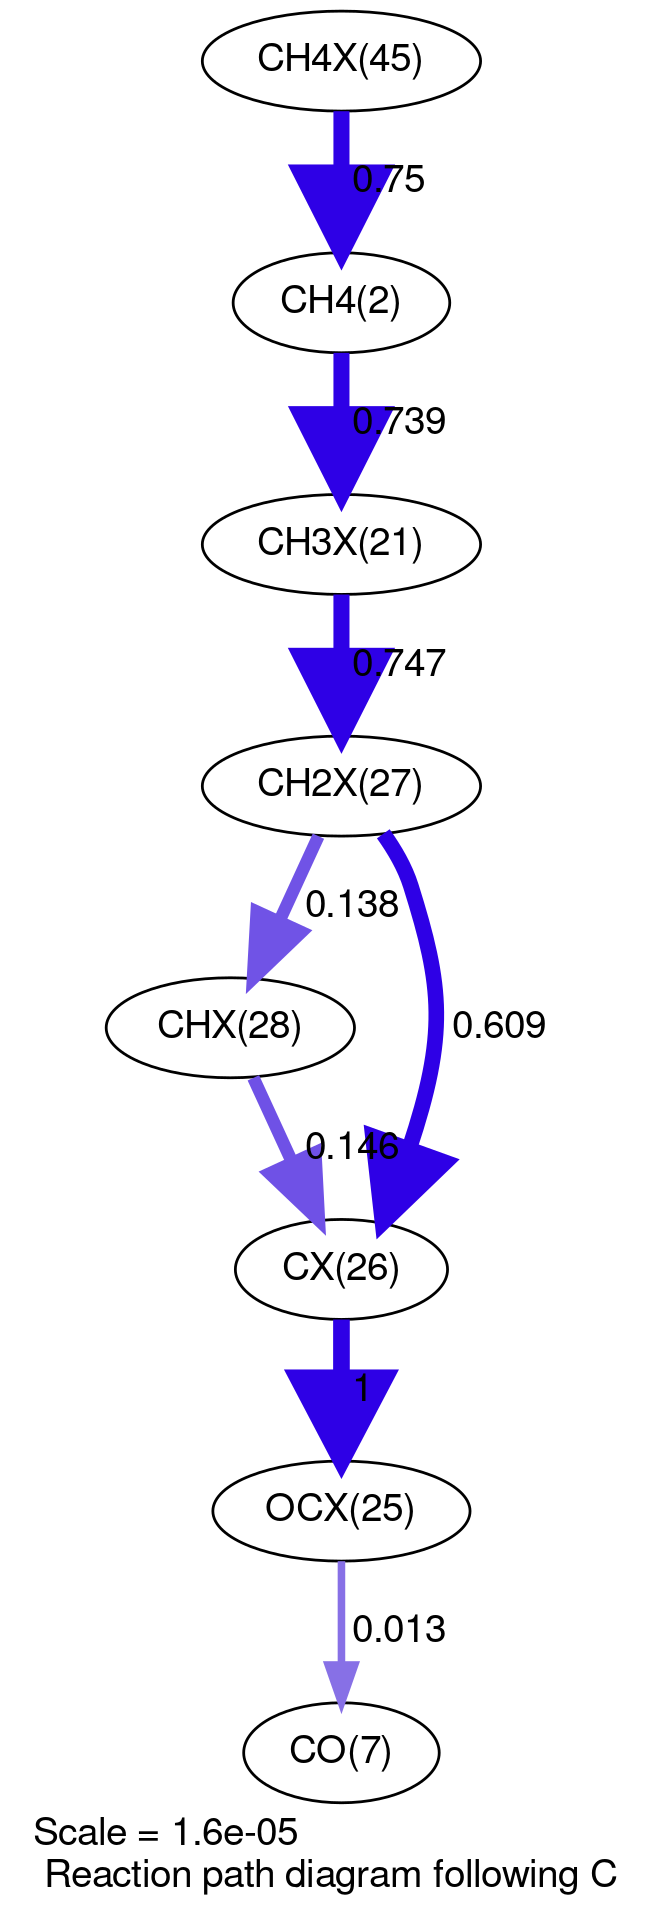 CH4X(45)
0.75
CH4(2)
0.739
CH3X(21)
0.747
CH2X(27)
0.138
CHX(28)
0.609
0.146
CX(26)
1
OCX(25)
0.013
CO(7)
Scale = 1.6e-05
Reaction path diagram following C